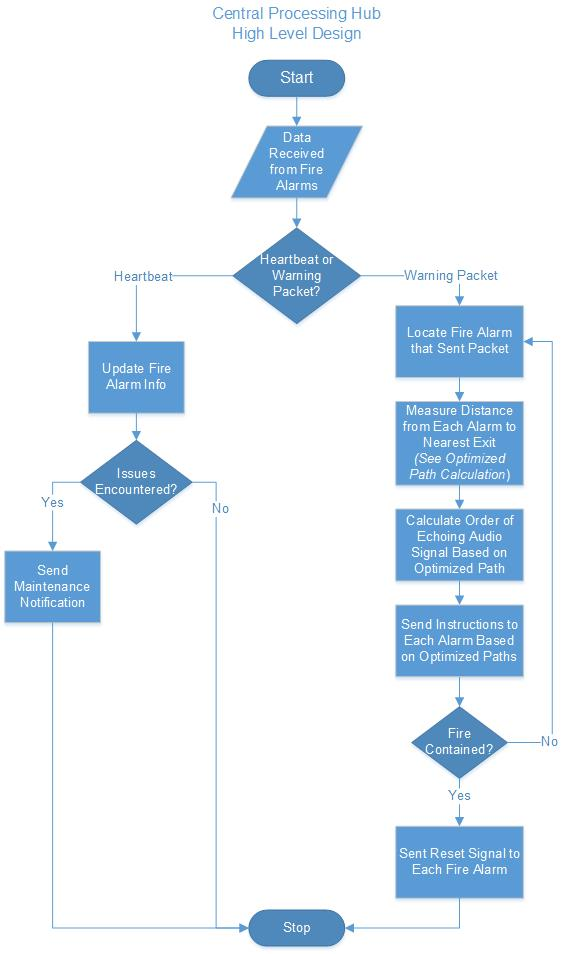 Central Processing Hub
High Level Design
Start
Data
Received
from Fire
Alarms
Heartbeat or
Warning
Packet?
Heartbeat
Warning Packet
Locate Fire Alarm
that Sent Packet
Update Fire
Alarm Info
Measure Distance
from Each Alarm to
Nearest Exit
(See Optimized
Path Calculation)
Issues
Encountered?
Yes
No
Calculate Order of
Echoing Audio
Signal Based on
Optimized Path
Send
Maintenance
Notification
Send Instructions to
Each Alarm Based
on Optimized Paths
Fire
Contained?
No
Yes
Sent Reset Signal to
Each Fire Alarm
Stop